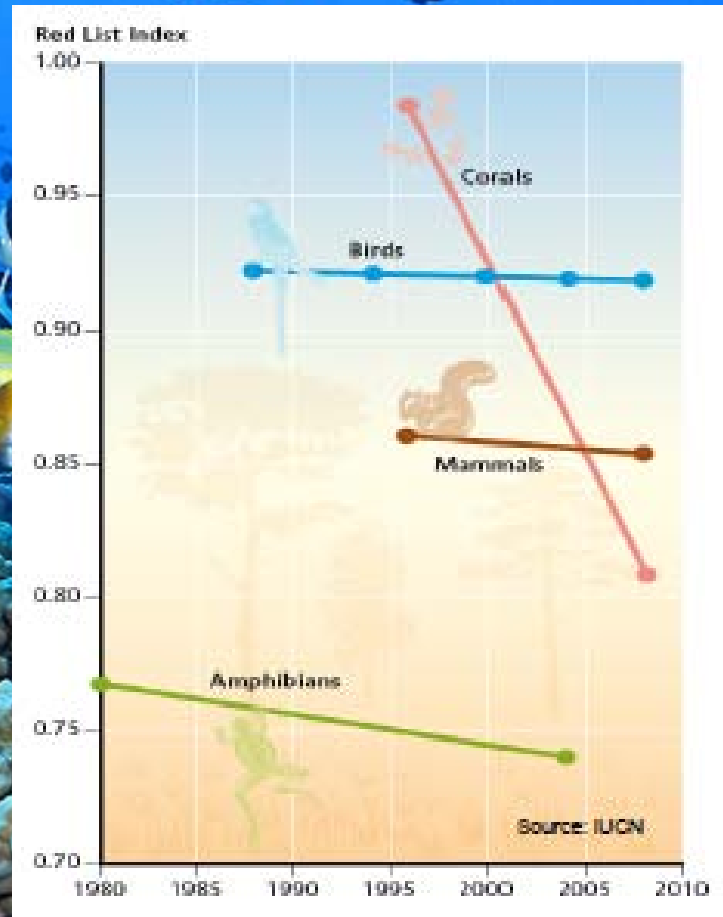 Red List Index
1.00
Corals
0.95
Birds
0.90
0.85
Mammals
0.80
Amphibians
0.75
Source: IUCN
0.70
1980 1985 1990 1995 2000 2005 2010